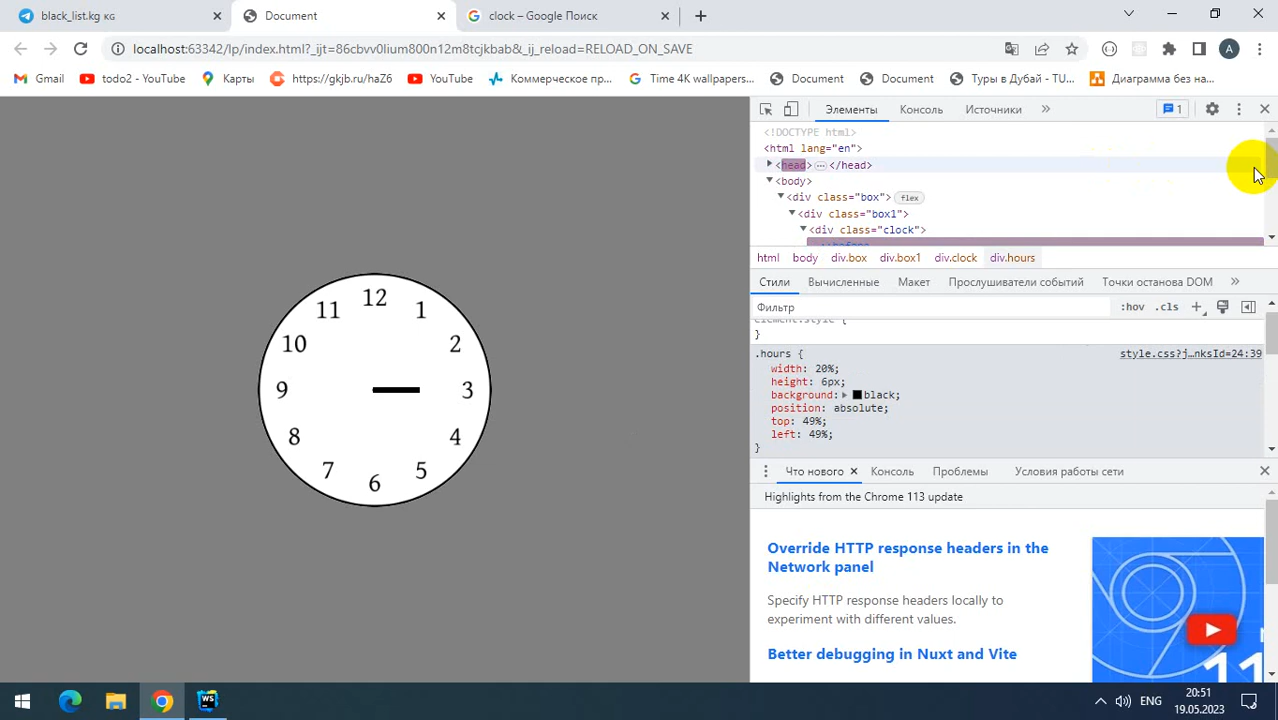 black_list.kg кg
Document
clock – Google Поиск
localhost:63342/lp/index.html?_ijt=86cbvv0lium800n12m8tcjkbab&_ij_reload=RELOAD_ON_SAVE
A
Gmail
todo2 - YouTube
Карты
https://gkjb.ru/haZ6
YouTube
Коммерческое пр...
Time 4K wallpapers...
Document
Document
Туры в Дубай - TU...
Диаграмма без на...
Элементы
Консоль
Источники
1
<!DOCTYPE html>
<html lang="en">
<head> ⋯ </head>
<body>
<div class="box"> flex
<div class="box1">
<div class="clock">
::before
html
body
div.box
div.box1
div.clock
div.hours
Стили
Вычисленные
Макет
Прослушиватели событий
Точки останова DOM
Фильтр
:hov
.cls
element.style {
}
.hours {
style.css?j…nksId=24:39
width: 20%;
height: 6px;
background: black;
position: absolute;
top: 49%;
left: 49%;
}
Что нового
Консоль
Проблемы
Условия работы сети
Highlights from the Chrome 113 update
Override HTTP response headers in the
Network panel
Specify HTTP response headers locally to
experiment with different values.
Better debugging in Nuxt and Vite
12
11
1
10
2
9
3
8
4
7
5
6
WS
ENG
20:51
19.05.2023